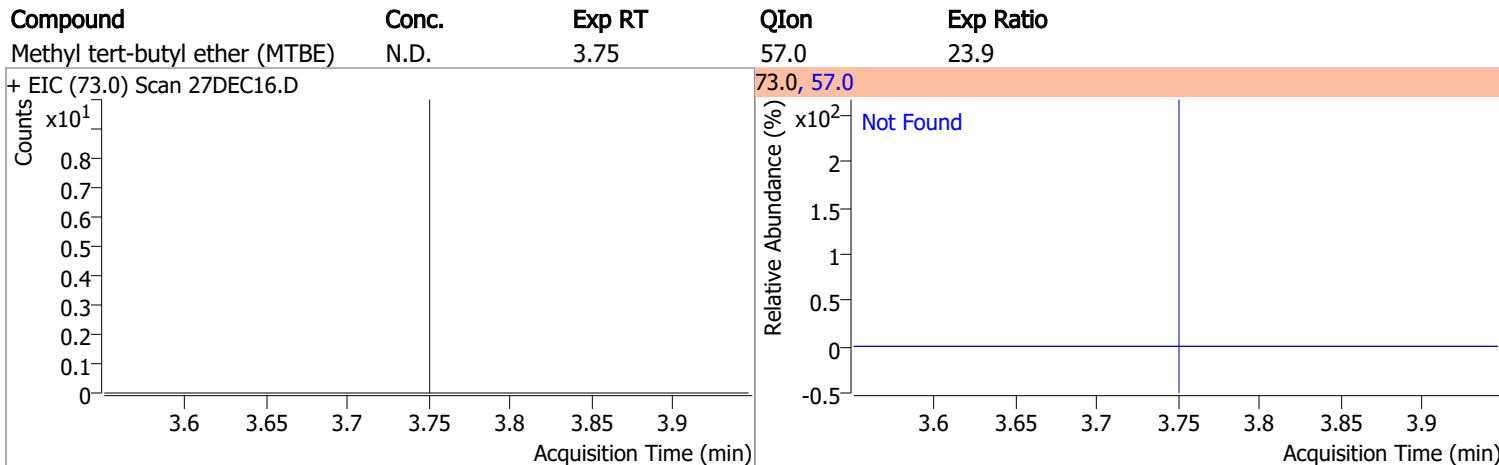 Compound Conc. Exp RT QIon Exp Ratio
Methyl tert-butyl ether (MTBE) N.D. 3.75 57.0 23.9
+ EIC (73.0) Scan 27DEC16.D
Counts
x10¹
0.8
0.7
0.6
0.5
0.4
0.3
0.2
0.1
0
3.6 3.65 3.7 3.75 3.8 3.85 3.9
Acquisition Time (min)
73.0, 57.0
Relative Abundance (%)
x10²
Not Found
2
1.5
1
0.5
0
-0.5
3.6 3.65 3.7 3.75 3.8 3.85 3.9
Acquisition Time (min)